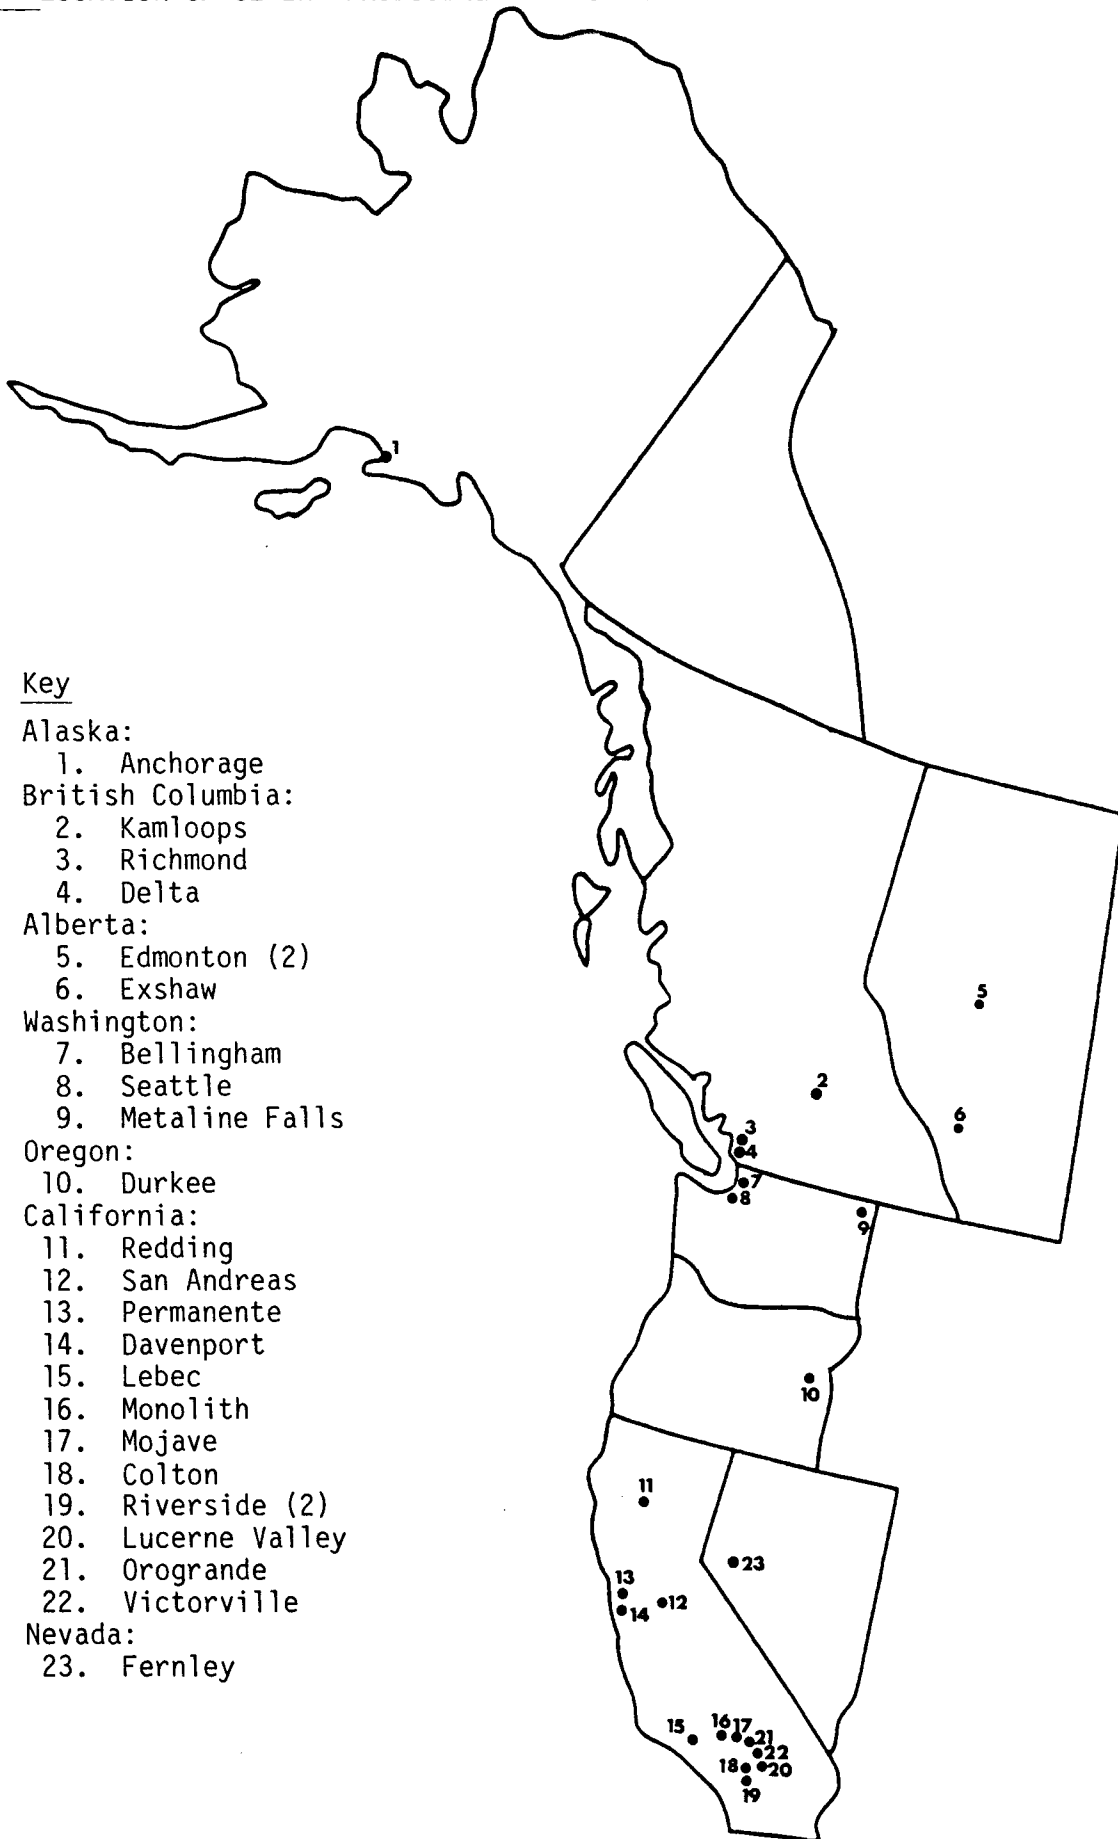 Key
Alaska:
1. Anchorage
British Columbia:
2. Kamloops
3. Richmond
4. Delta
Alberta:
5. Edmonton (2)
6. Exshaw
Washington:
7. Bellingham
8. Seattle
9. Metaline Falls
Oregon:
10. Durkee
California:
11. Redding
12. San Andreas
13. Permanente
14. Davenport
15. Lebec
16. Monolith
17. Mojave
18. Colton
19. Riverside (2)
20. Lucerne Valley
21. Orogrande
22. Victorville
Nevada:
23. Fernley
1
5
2
6
3
4
7
8
9
10
11
23
13
12
14
15
16
17
21
22
18
20
19